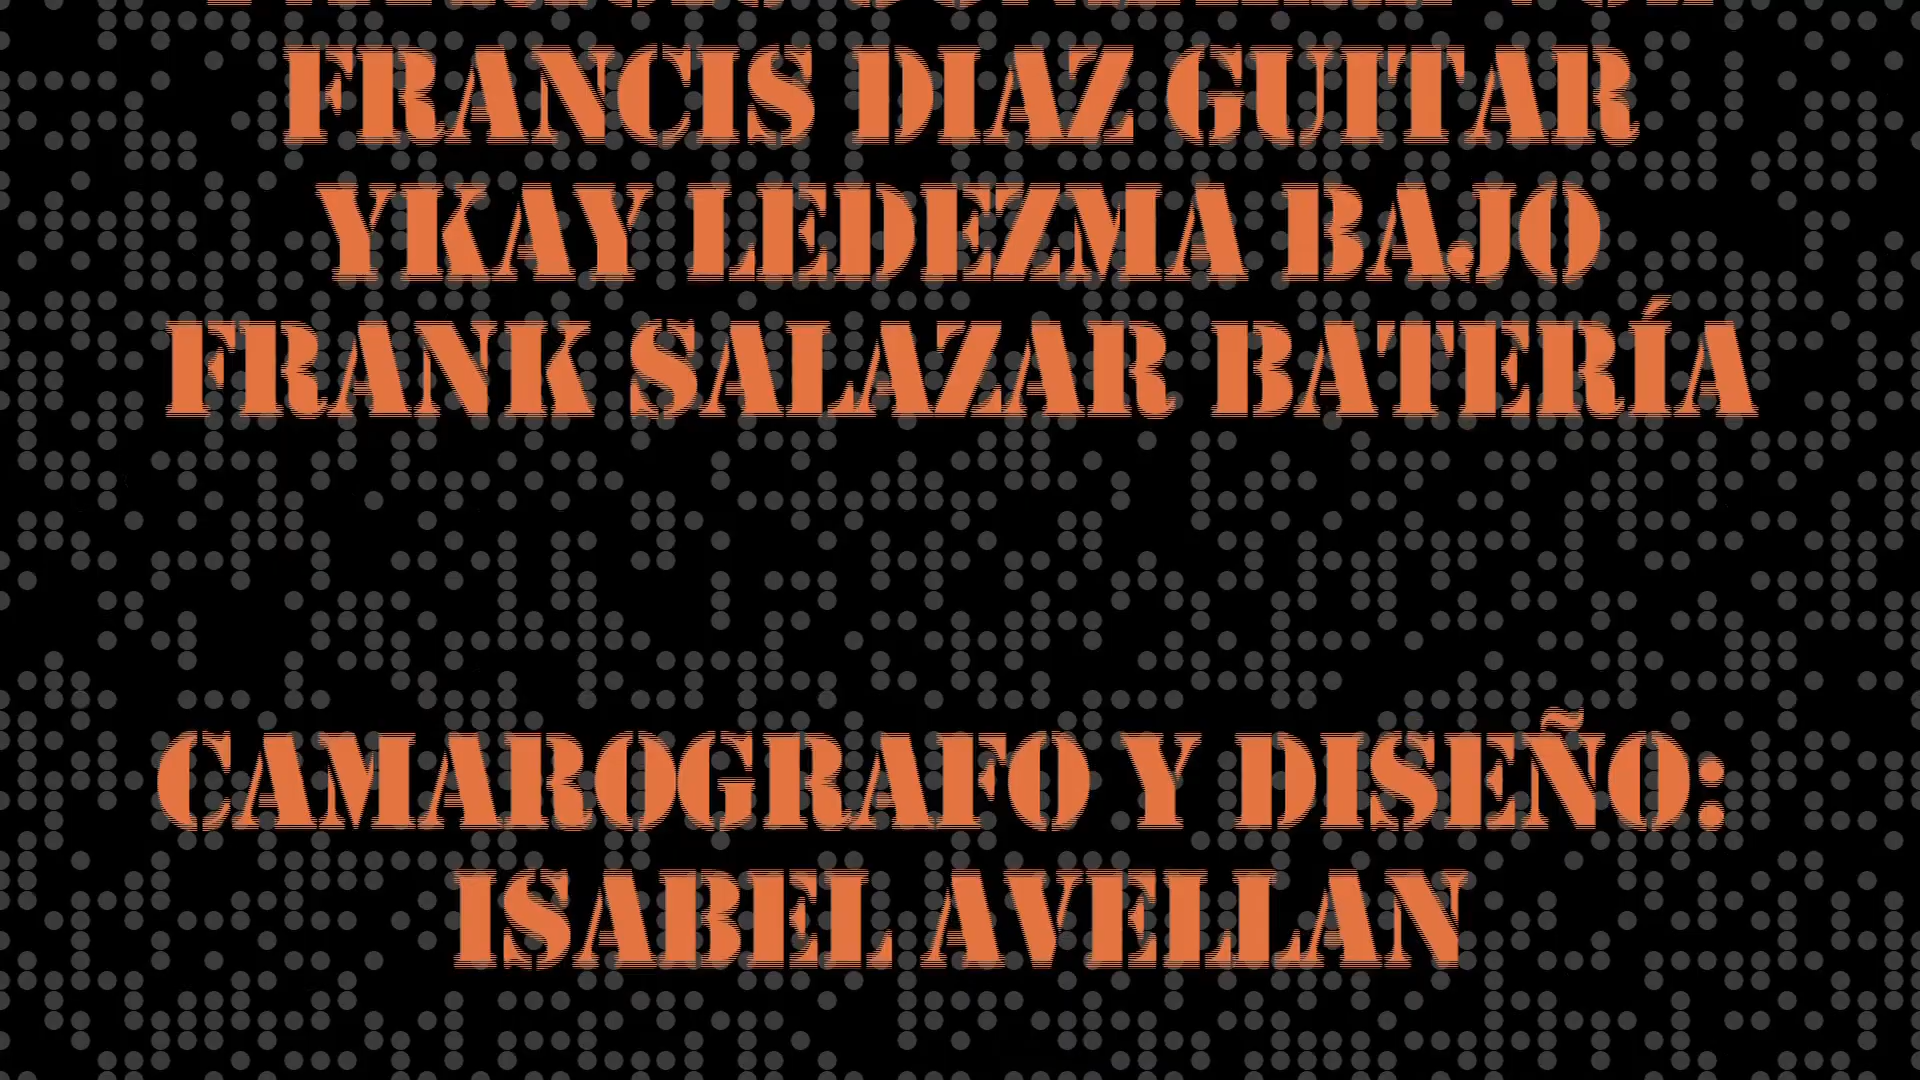 FRANCIS DIAZ GUITAR
YKAY LEDEZMA BAJO
FRANK SALAZAR BATERÍA
CAMAROGRAFO Y DISEÑO:
ISABEL AVELLAN